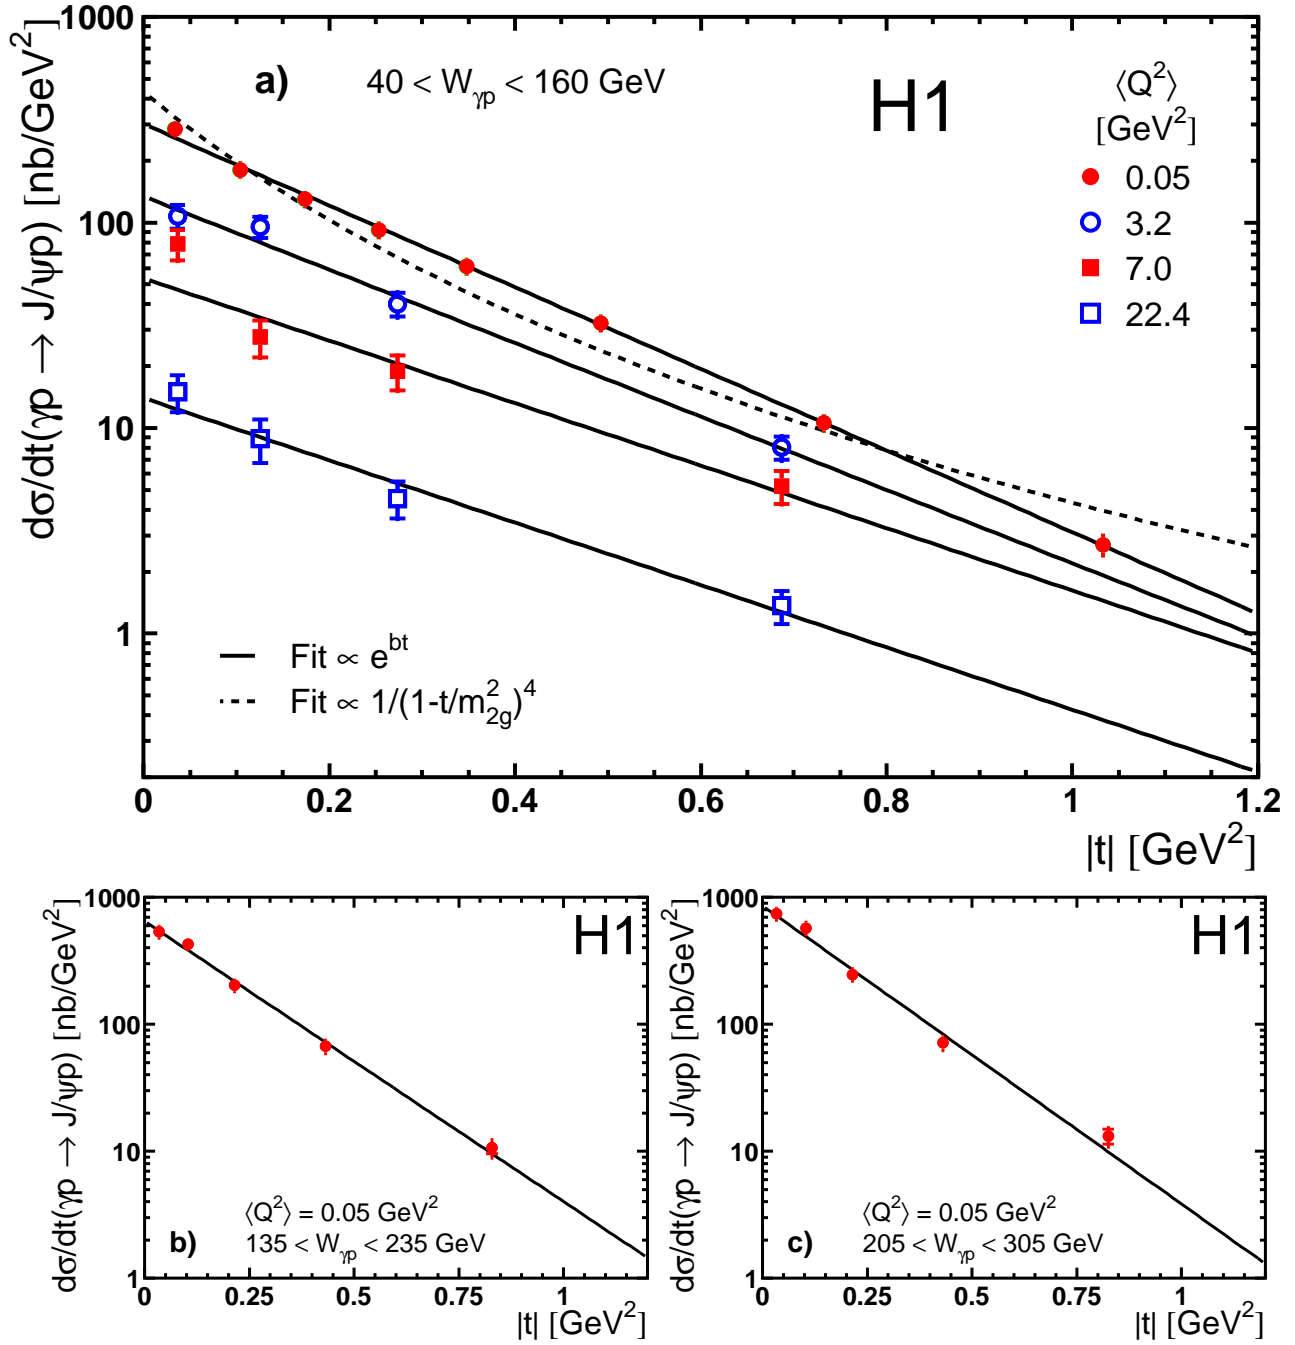 dσ/dt(γp → J/ψp) [nb/GeV²]
1000
100
10
1
a)
40 < W_γp < 160 GeV
H1
⟨Q²⟩
[GeV²]
0.05
3.2
7.0
22.4
Fit ∝ e^bt
Fit ∝ 1/(1-t/m²_2g)⁴
0 0.2 0.4 0.6 0.8 1 1.2
|t| [GeV²]
dσ/dt(γp → J/ψp) [nb/GeV²]
1000
100
10
1
H1
⟨Q²⟩ = 0.05 GeV²
b)
135 < W_γp < 235 GeV
0 0.25 0.5 0.75 1
|t| [GeV²]
dσ/dt(γp → J/ψp) [nb/GeV²]
1000
100
10
1
H1
⟨Q²⟩ = 0.05 GeV²
c)
205 < W_γp < 305 GeV
0 0.25 0.5 0.75 1
|t| [GeV²]